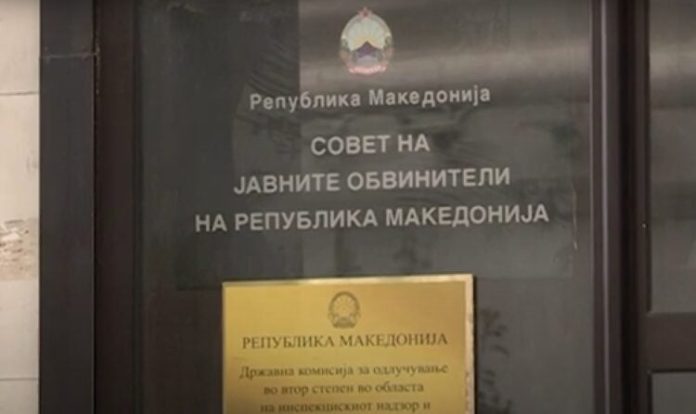 Република Македонија
СОВЕТ НА
ЈАВНИТЕ ОБВИНИТЕЛИ
НА РЕПУБЛИКА МАКЕДОНИЈА
РЕПУБЛИКА МАКЕДОНИЈА
Државна комисија за одлучување
во втор степен во областа
на инспекцискиот надзор и